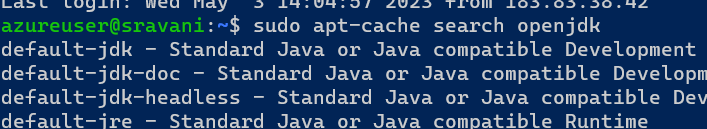 Last login: Wed May  3 14:04:57 2023 from 183.83.38.42
azureuser@sravani:~$ sudo apt-cache search openjdk
default-jdk - Standard Java or Java compatible Development
default-jdk-doc - Standard Java or Java compatible Developm
default-jdk-headless - Standard Java or Java compatible Dev
default-jre - Standard Java or Java compatible Runtime